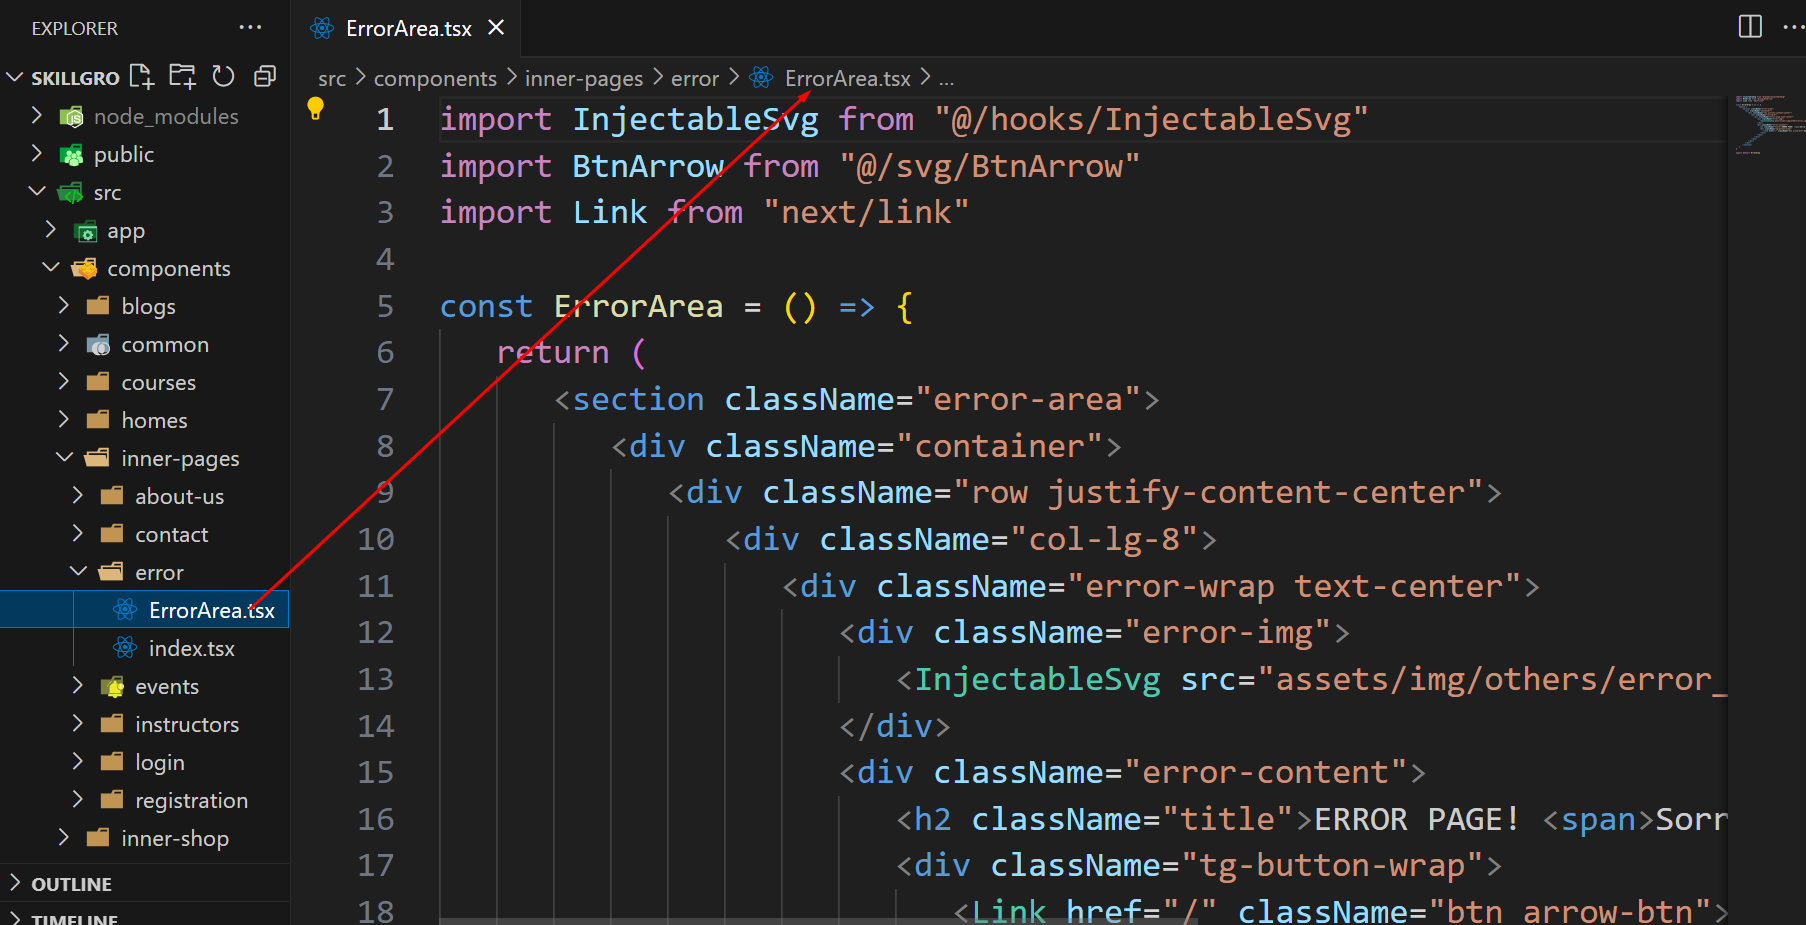 EXPLORER
SKILLGRO
node_modules
public
src
app
components
blogs
common
courses
homes
inner-pages
about-us
contact
error
ErrorArea.tsx
index.tsx
events
instructors
login
registration
inner-shop
OUTLINE
TIMELINE
ErrorArea.tsx
src > components > inner-pages > error > ErrorArea.tsx > ...
1 import InjectableSvg from "@/hooks/InjectableSvg"
2 import BtnArrow from "@/svg/BtnArrow"
3 import Link from "next/link"
4
5 const ErrorArea = () => {
6 return (
7 <section className="error-area">
8 <div className="container">
9 <div className="row justify-content-center">
10 <div className="col-lg-8">
11 <div className="error-wrap text-center">
12 <div className="error-img">
13 <InjectableSvg src="assets/img/others/error_
14 </div>
15 <div className="error-content">
16 <h2 className="title">ERROR PAGE! <span>Sorr
17 <div className="tg-button-wrap">
18 <Link href="/" className="btn arrow-btn">